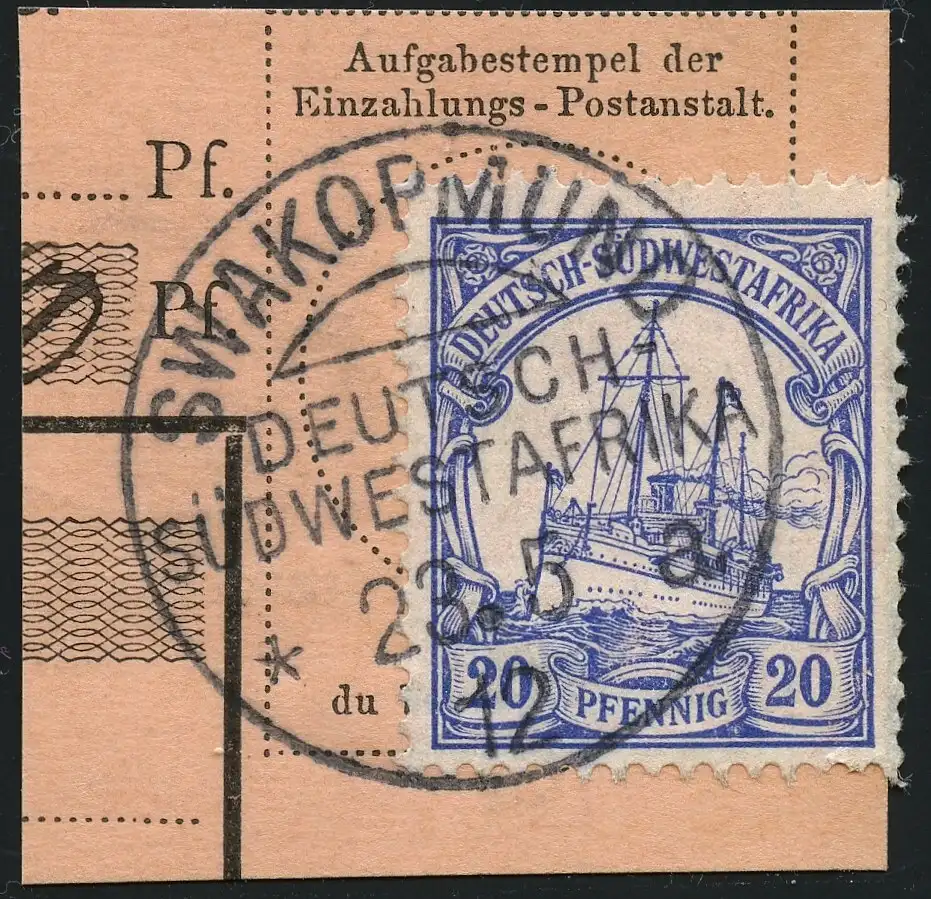 Aufgabestempel der
Einzahlungs-Postanstalt.
Pf.
Pf.
SWAKOPMUND
DEUTSCH-
SÜDWESTAFRIKA
23.5 a.
*
12
DEUTSCH-SÜDWESTAFRIKA
20 PFENNIG 20
du